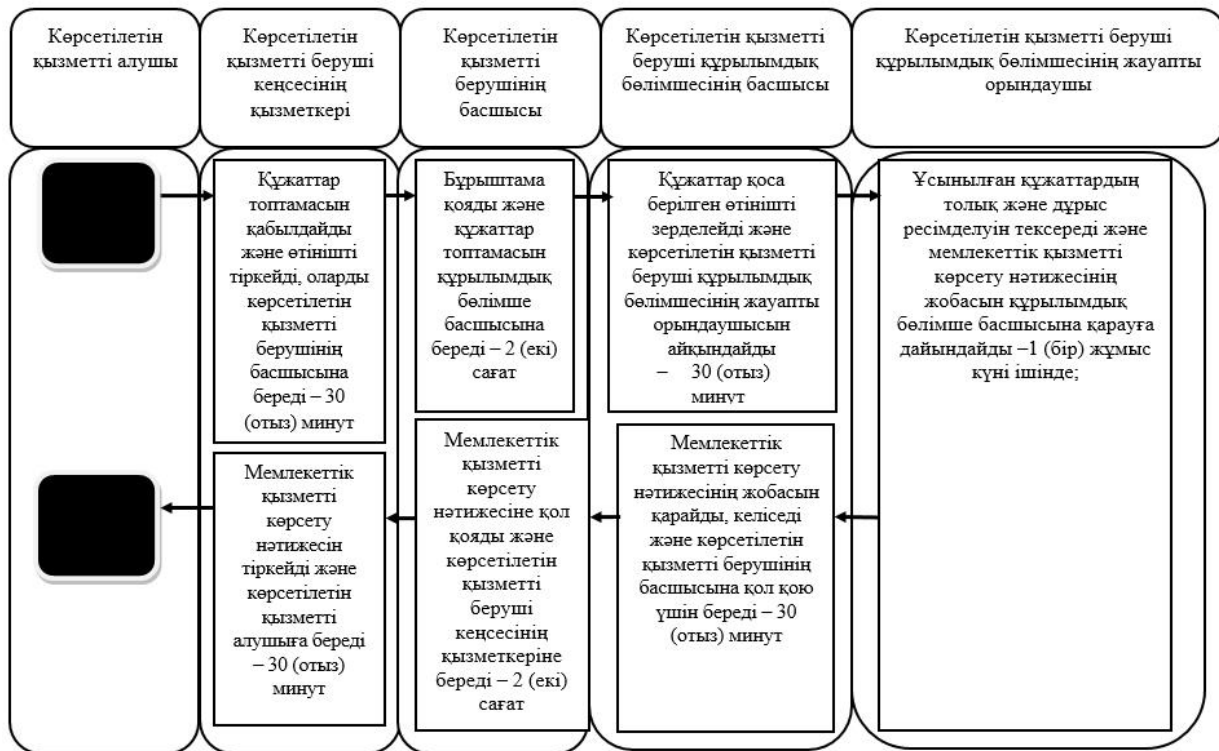 Көрсетілетін
қызметті алушы
Көрсетілетін
қызметті беруші
кеңсесінің
қызметкері
Көрсетілетін
қызметті
берушінің
басшысы
Көрсетілетін қызметті
беруші құрылымдық
бөлімшесінің басшысы
Көрсетілетін қызметті беруші
құрылымдық бөлімшесінің жауапты
орындаушы
Құжаттар
топтамасын
қабылдайды
және өтінішті
тіркейді, оларды
көрсетілетін
қызметті
берушінің
басшысына
береді – 30
(отыз) минут
Бұрыштама
қояды және
құжаттар
топтамасын
құрылымдық
бөлімше
басшысына
береді – 2 (екі)
сағат
Құжаттар қоса
берілген өтінішті
зерделейді және
көрсетілетін қызметті
беруші құрылымдық
бөлімшесінің жауапты
орындаушысын
айқындайды
– 30 (отыз)
минут
Ұсынылған құжаттардың
толық және дұрыс
ресімделуін тексереді және
мемлекеттік қызметті
көрсету нәтижесінің
жобасын құрылымдық
бөлімше басшысына қарауға
дайындайды –1 (бір) жұмыс
күні ішінде;
Мемлекеттік
қызметті көрсету
нәтижесінің жобасын
қарайды, келіседі
және көрсетілетін
қызметті берушінің
басшысына қол қою
үшін береді – 30
(отыз) минут
Мемлекеттік
қызметті
көрсету
нәтижесіне қол
қояды және
көрсетілетін
қызметті
беруші
кеңсесінің
қызметкеріне
береді – 2 (екі)
сағат
Мемлекеттік
қызметті
көрсету
нәтижесін
тіркейді және
көрсетілетін
қызметті
алушыға береді
– 30 (отыз)
минут